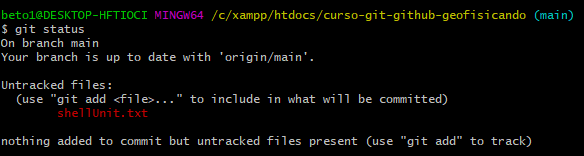 beto1@DESKTOP-HFTIOCI MINGW64 /c/xampp/htdocs/curso-git-github-geofisicando (main)
$ git status
On branch main
Your branch is up to date with 'origin/main'.
Untracked files:
(use "git add <file>..." to include in what will be committed)
shellUnit.txt
nothing added to commit but untracked files present (use "git add" to track)